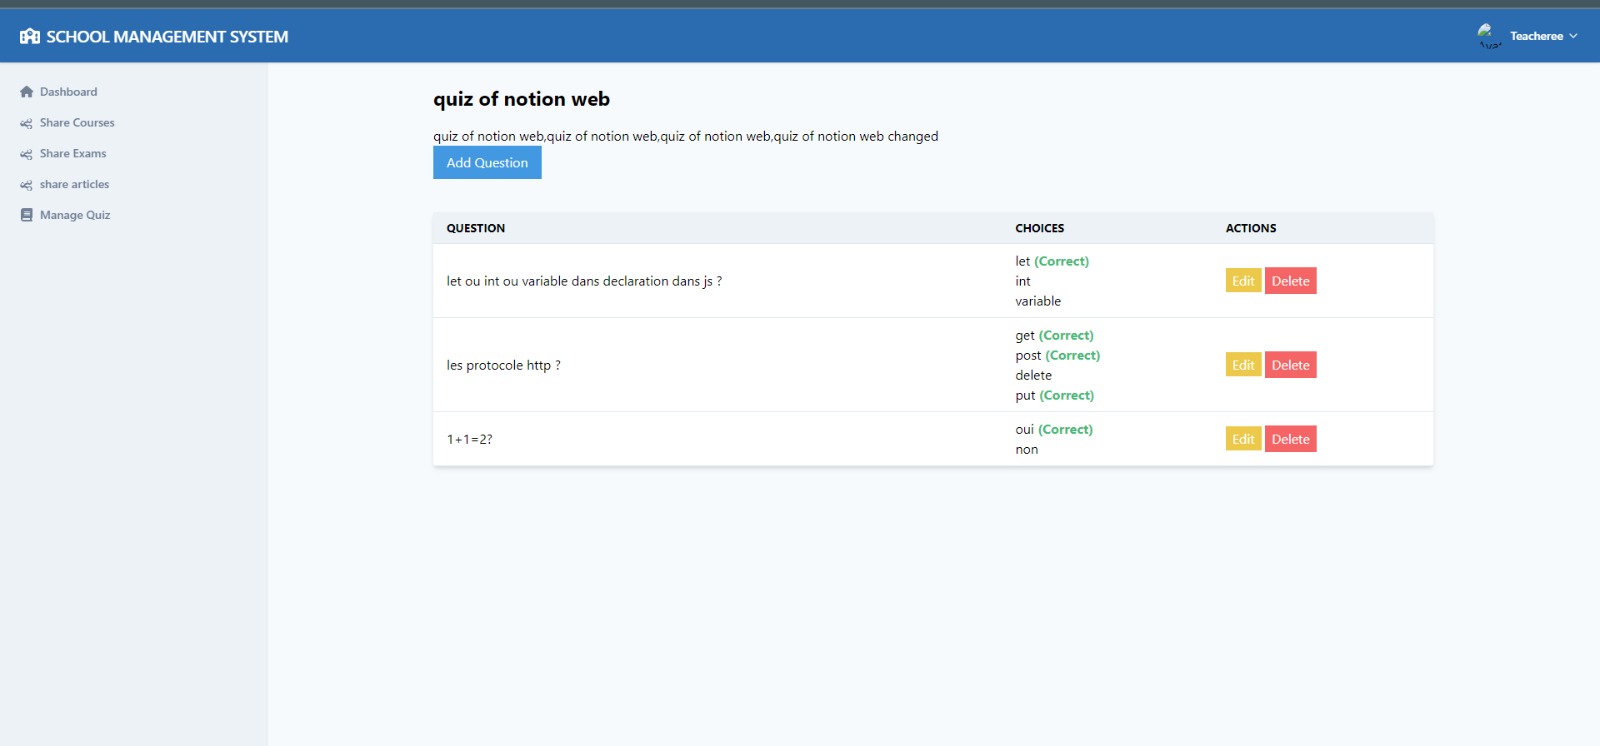 SCHOOL MANAGEMENT SYSTEM
Teacheree
Dashboard
Share Courses
Share Exams
share articles
Manage Quiz
quiz of notion web
quiz of notion web,quiz of notion web,quiz of notion web,quiz of notion web changed
Add Question
QUESTION CHOICES ACTIONS
let ou int ou variable dans declaration dans js ?
let (Correct)
int
variable
Edit Delete
les protocole http ?
get (Correct)
post (Correct)
delete
put (Correct)
Edit Delete
1+1=2?
oui (Correct)
non
Edit Delete